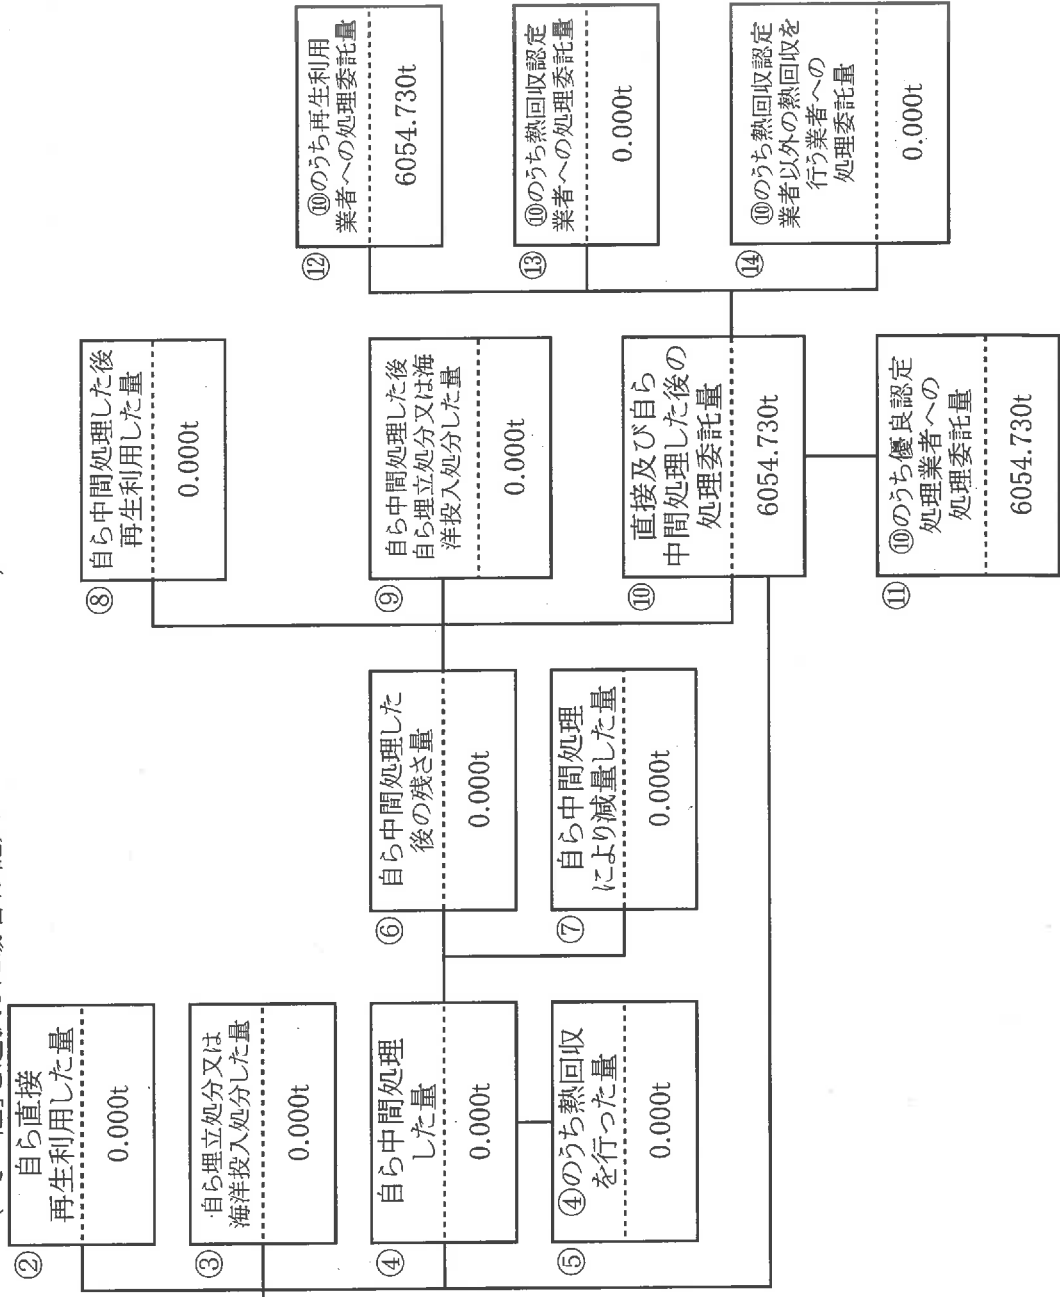 ②
自ら直接
再生利用した量
0.000t
③
自ら埋立処分又は
海洋投入処分した量
0.000t
④
自ら中間処理
した量
0.000t
⑤
④のうち熱回収
を行った量
0.000t
⑥
自ら中間処理した
後の残さ量
0.000t
⑦
自ら中間処理
により減量した量
0.000t
⑧
自ら中間処理した後
再生利用した量
0.000t
⑨
自ら中間処理した後
自ら埋立処分又は海
洋投入処分した量
0.000t
⑩
直接及び自ら
中間処理した後の
処理委託量
6054.730t
⑪
⑩のうち優良認定
処理業者への
処理委託量
6054.730t
⑫
⑩のうち再生利用
業者への処理委託量
6054.730t
⑬
⑩のうち熱回収認定
業者への処理委託量
0.000t
⑭
⑩のうち熱回収認定
業者以外の熱回収を
行う業者への
処理委託量
0.000t